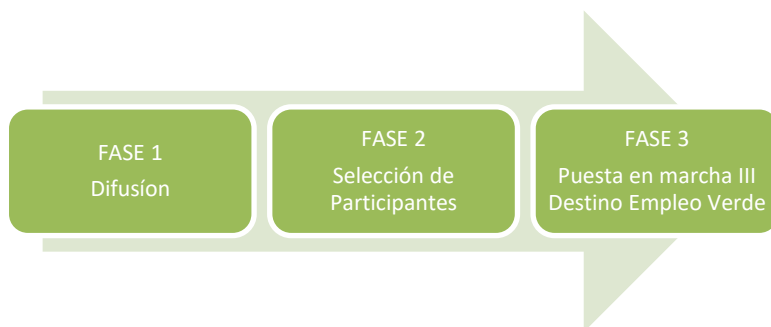 FASE 1
Difusíon
FASE 2
Selección de
Participantes
FASE 3
Puesta en marcha III
Destino Empleo Verde